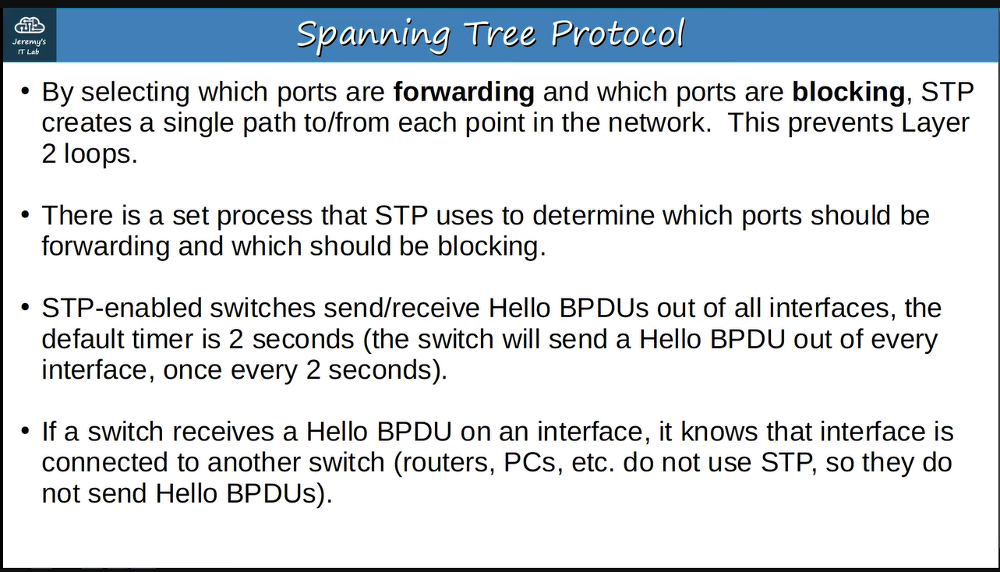 Jeremy's
IT Lab
Spanning Tree Protocol
• By selecting which ports are forwarding and which ports are blocking, STP
creates a single path to/from each point in the network.  This prevents Layer
2 loops.
• There is a set process that STP uses to determine which ports should be
forwarding and which should be blocking.
• STP-enabled switches send/receive Hello BPDUs out of all interfaces, the
default timer is 2 seconds (the switch will send a Hello BPDU out of every
interface, once every 2 seconds).
• If a switch receives a Hello BPDU on an interface, it knows that interface is
connected to another switch (routers, PCs, etc. do not use STP, so they do
not send Hello BPDUs).